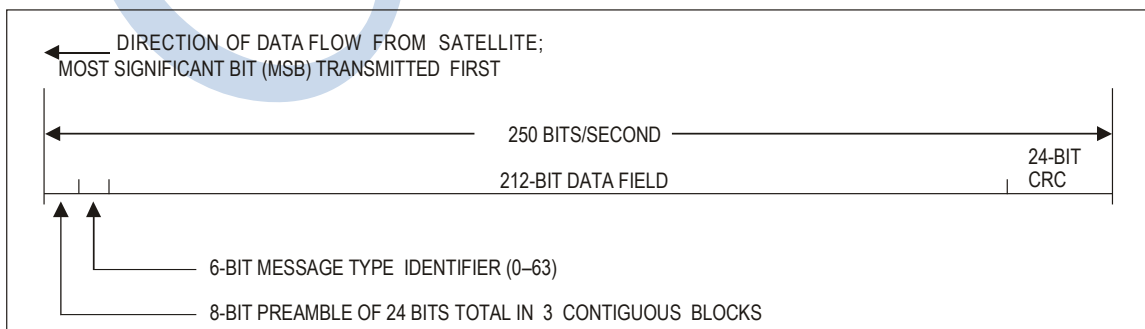 DIRECTION OF DATA FLOW FROM SATELLITE;
MOST SIGNIFICANT BIT (MSB) TRANSMITTED FIRST
250 BITS/SECOND
24-BIT
CRC
212-BIT DATA FIELD
6-BIT MESSAGE TYPE IDENTIFIER (0–63)
8-BIT PREAMBLE OF 24 BITS TOTAL IN 3 CONTIGUOUS BLOCKS